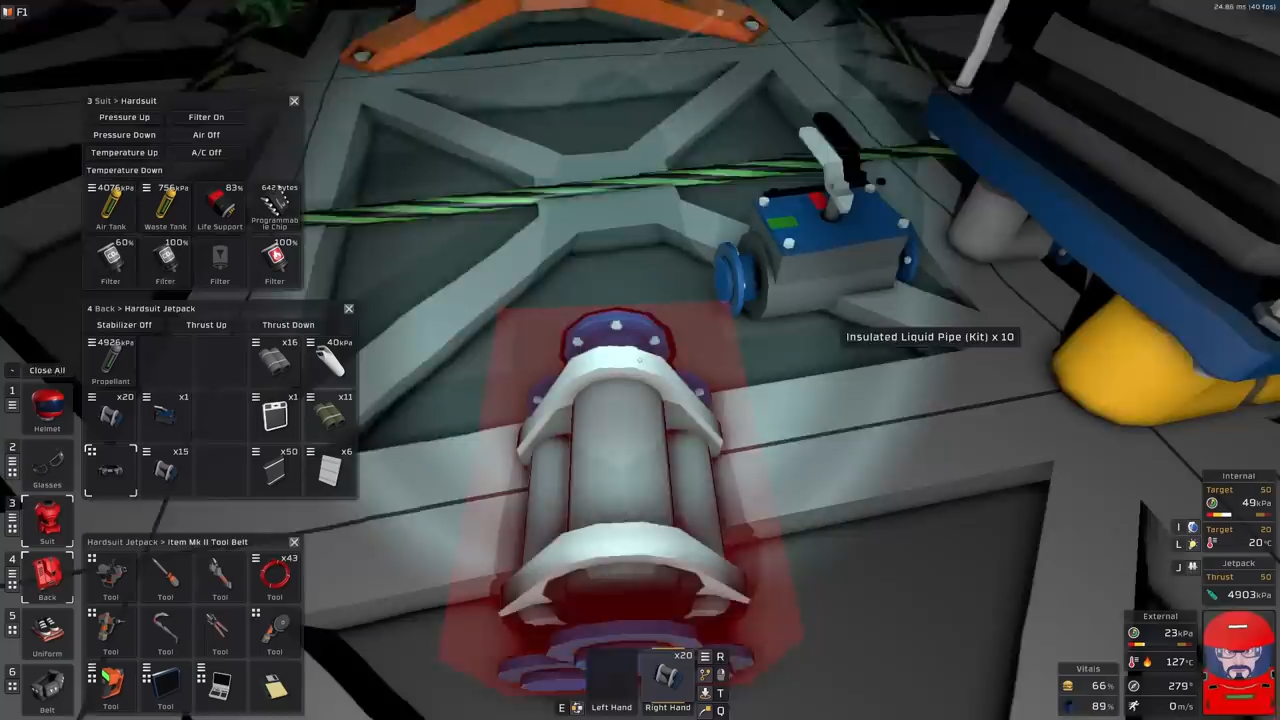 F1
24.86 ms (40 fps)
3 Suit > Hardsuit
Pressure Up
Filter On
Pressure Down
Air Off
Temperature Up
A/C Off
Temperature Down
4076kPa
756kPa
83%
642 bytes
Air Tank
Waste Tank
Life Support
Programmab
le Chip
60%
100%
100%
Filter
Filter
Filter
Filter
4 Back > Hardsuit Jetpack
Stabilizer Off
Thrust Up
Thrust Down
4926kPa
x16
40kPa
Propellant
x20
x1
x1
x11
x15
x50
x6
- Close All
1
Helmet
2
Glasses
3
Suit
4
Back
5
Uniform
6
Belt
Hardsuit Jetpack > Item Mk II Tool Belt
x43
Tool
Tool
Tool
Tool
Tool
Tool
Tool
Tool
Tool
Tool
Insulated Liquid Pipe (Kit) x 10
x20
R
T
E
Left Hand
Right Hand
Q
Internal
Target 50
49kPa
Target 20
20°C
I
L
J
Jetpack
Thrust 50
4903kPa
External
23kPa
127°C
279°
0m/s
Vitals
66%
89%